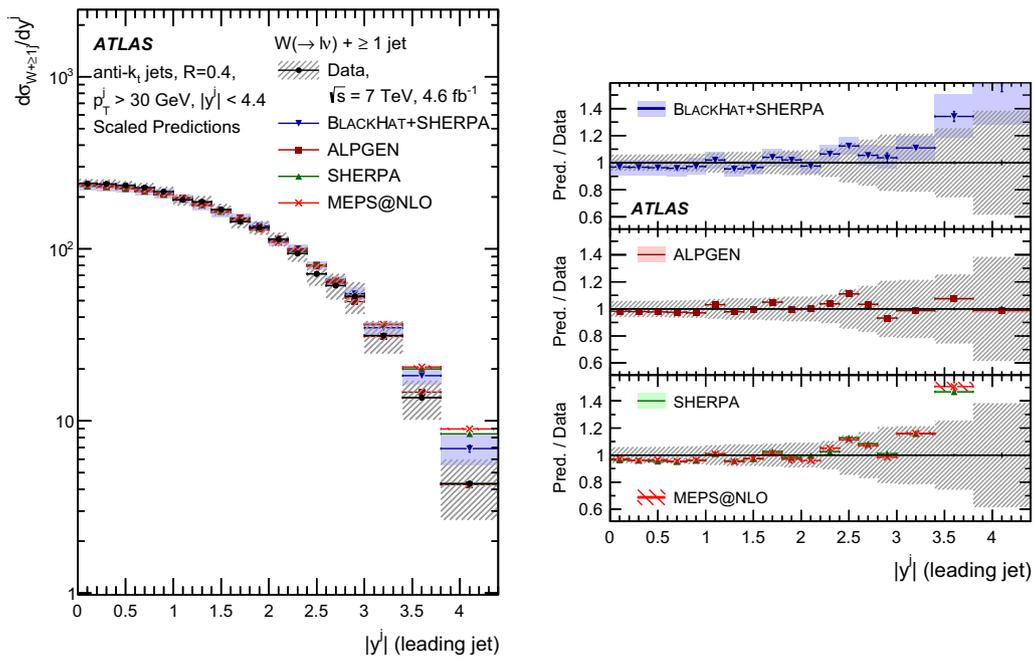 dσ_W+≥1j/dy^j
ATLAS
anti-k_t jets, R=0.4,
p_T^j > 30 GeV, |y^j| < 4.4
Scaled Predictions
W(→ lν) + ≥ 1 jet
Data,
√s = 7 TeV, 4.6 fb⁻¹
BLACKHAT+SHERPA
ALPGEN
SHERPA
MEPS@NLO
10³
10²
10
1
0 0.5 1 1.5 2 2.5 3 3.5 4
|y^j| (leading jet)
Pred. / Data
1.4
1.2
1
0.8
0.6
BLACKHAT+SHERPA
ATLAS
Pred. / Data
1.4
1.2
1
0.8
0.6
ALPGEN
Pred. / Data
1.4
1.2
1
0.8
0.6
SHERPA
MEPS@NLO
0 0.5 1 1.5 2 2.5 3 3.5 4
|y^j| (leading jet)